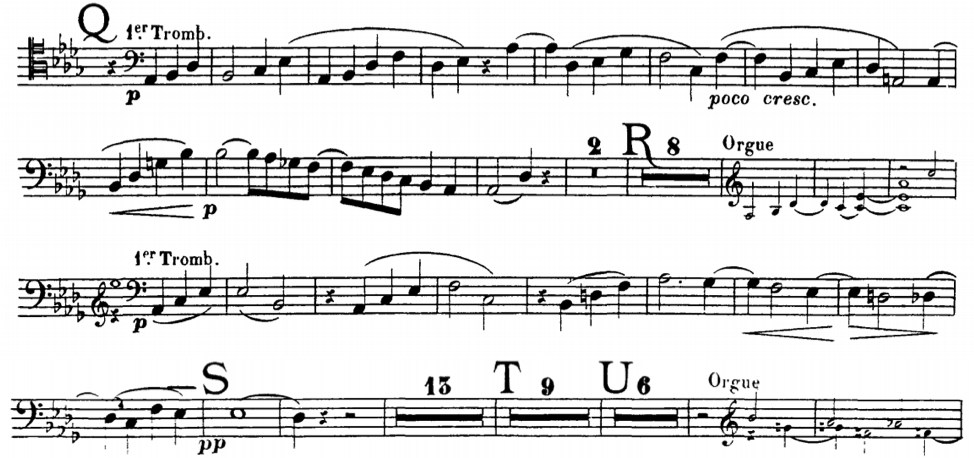 Q 1er Tromb.
p
poco cresc.
2 R 8 Orgue
p
1er Tromb.
p
S 13 T 9 U 6 Orgue
pp